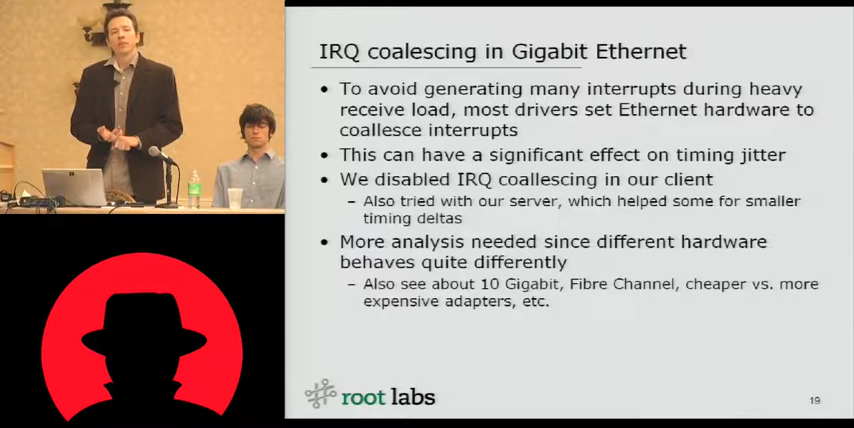 IRQ coalescing in Gigabit Ethernet
• To avoid generating many interrupts during heavy
receive load, most drivers set Ethernet hardware to
coallesce interrupts
• This can have a significant effect on timing jitter
• We disabled IRQ coallescing in our client
– Also tried with our server, which helped some for smaller
timing deltas
• More analysis needed since different hardware
behaves quite differently
– Also see about 10 Gigabit, Fibre Channel, cheaper vs. more
expensive adapters, etc.
root labs
19